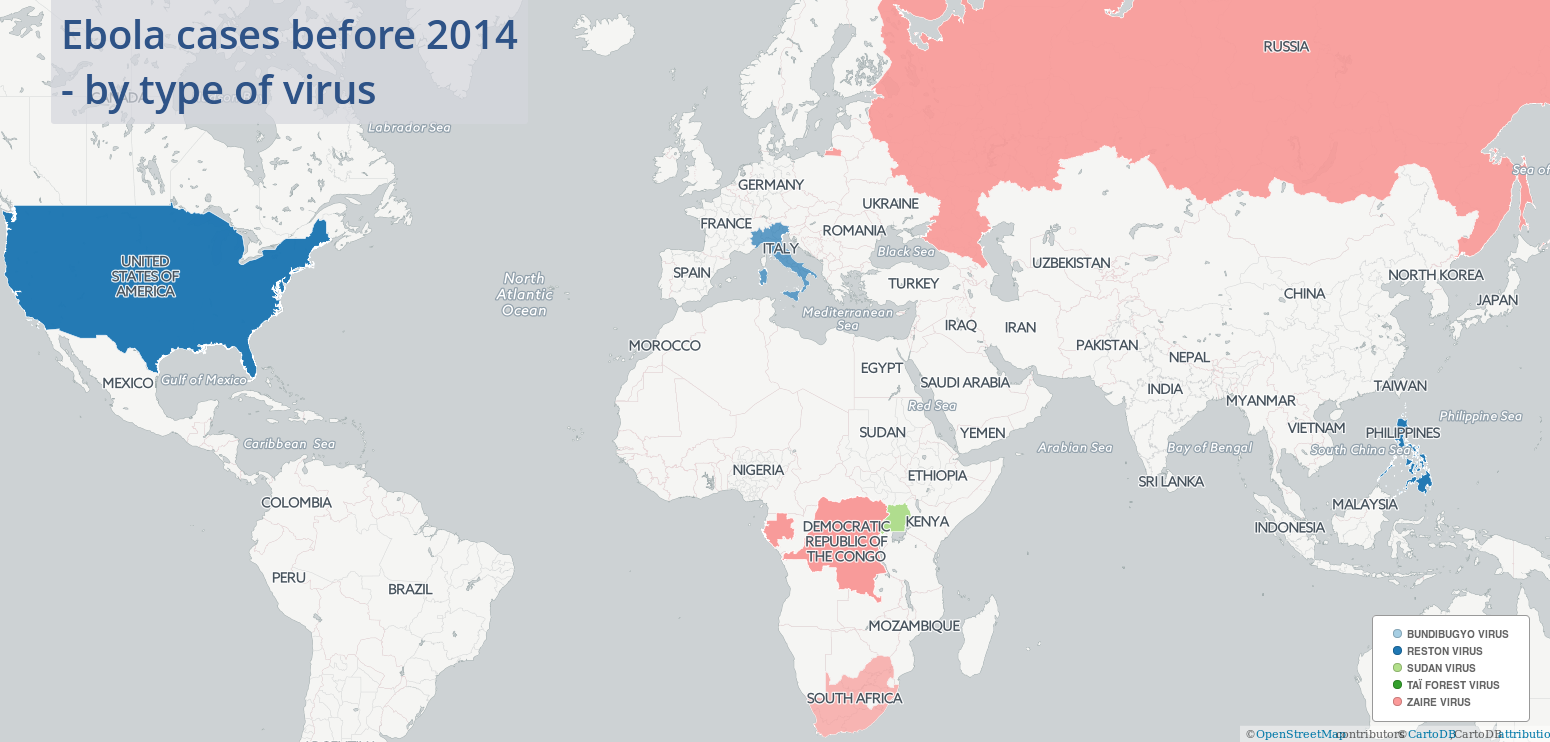 Ebola cases before 2014
- by type of virus
CANADA
RUSSIA
Labrador Sea
Sea of
GERMANY
UKRAINE
FRANCE
ROMANIA
ITALY
Black Sea
UZBEKISTAN
UNITED
STATES OF
AMERICA
North
Atlantic
Ocean
SPAIN
TURKEY
NORTH KOREA
CHINA
JAPAN
Mediterranean
Sea
IRAQ
IRAN
MOROCCO
PAKISTAN
NEPAL
EGYPT
MEXICO
Gulf of Mexico
SAUDI ARABIA
INDIA
TAIWAN
MYANMAR
Red Sea
Philippine Sea
Caribbean Sea
SUDAN
YEMEN
Arabian Sea
Bay of Bengal
VIETNAM
PHILIPPINES
South China Sea
NIGERIA
ETHIOPIA
SRI LANKA
COLOMBIA
MALAYSIA
DEMOCRATIC
REPUBLIC OF
THE CONGO
KENYA
INDONESIA
PERU
BRAZIL
MOZAMBIQUE
SOUTH AFRICA
BUNDIBUGYO VIRUS
RESTON VIRUS
SUDAN VIRUS
TAÏ FOREST VIRUS
ZAIRE VIRUS
©OpenStreetMap contributors ©CartoDB CartoDB attributio